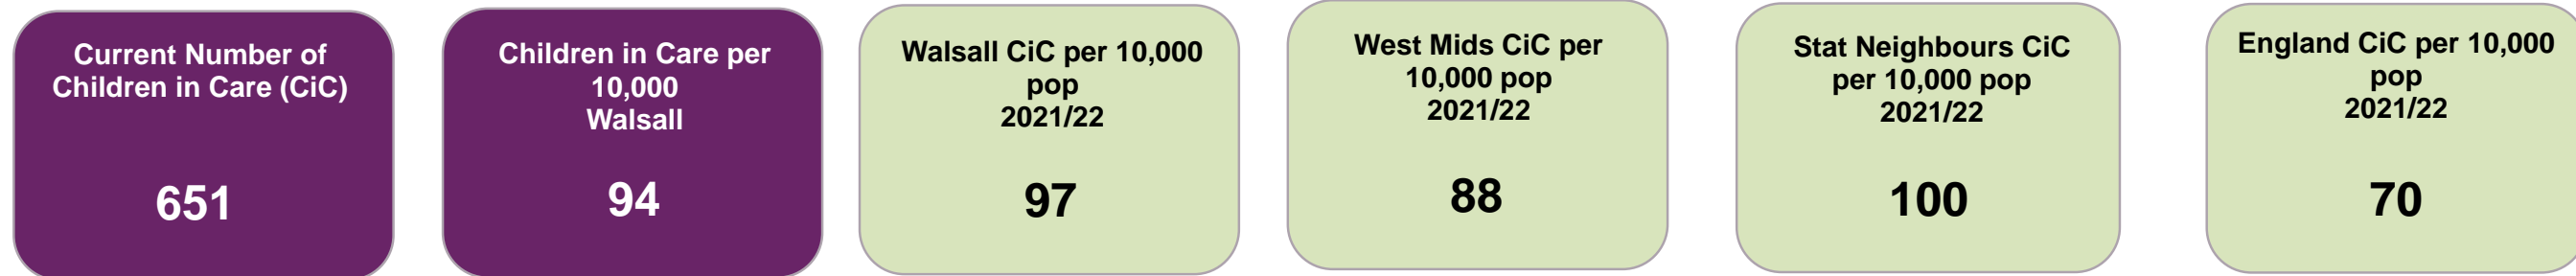 Current Number of
Children in Care (CiC)
651
Children in Care per
10,000
Walsall
94
Walsall CiC per 10,000
pop
2021/22
97
West Mids CiC per
10,000 pop
2021/22
88
Stat Neighbours CiC
per 10,000 pop
2021/22
100
England CiC per 10,000
pop
2021/22
70